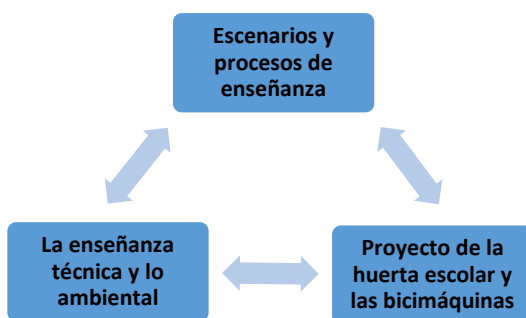 Escenarios y
procesos de
enseñanza
La enseñanza
técnica y lo
ambiental
Proyecto de la
huerta escolar y
las bicimáquinas